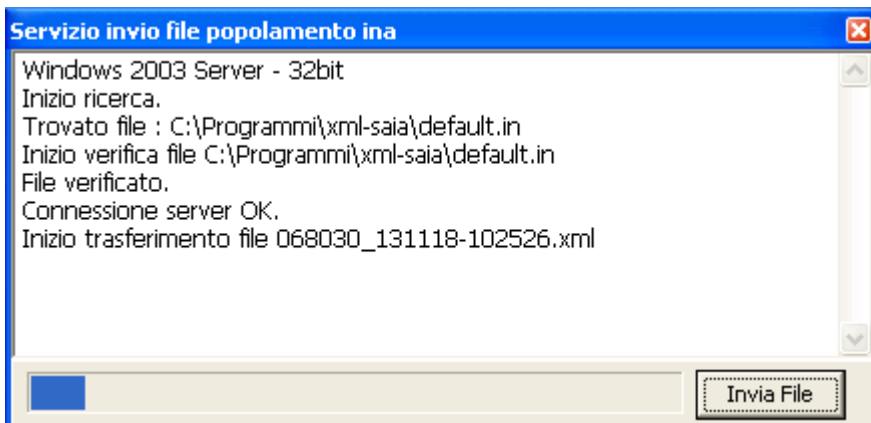 Servizio invio file popolamento ina
Windows 2003 Server - 32bit
Inizio ricerca.
Trovato file : C:\Programmi\xml-saia\default.in
Inizio verifica file C:\Programmi\xml-saia\default.in
File verificato.
Connessione server OK.
Inizio trasferimento file 068030_131118-102526.xml
Invia File